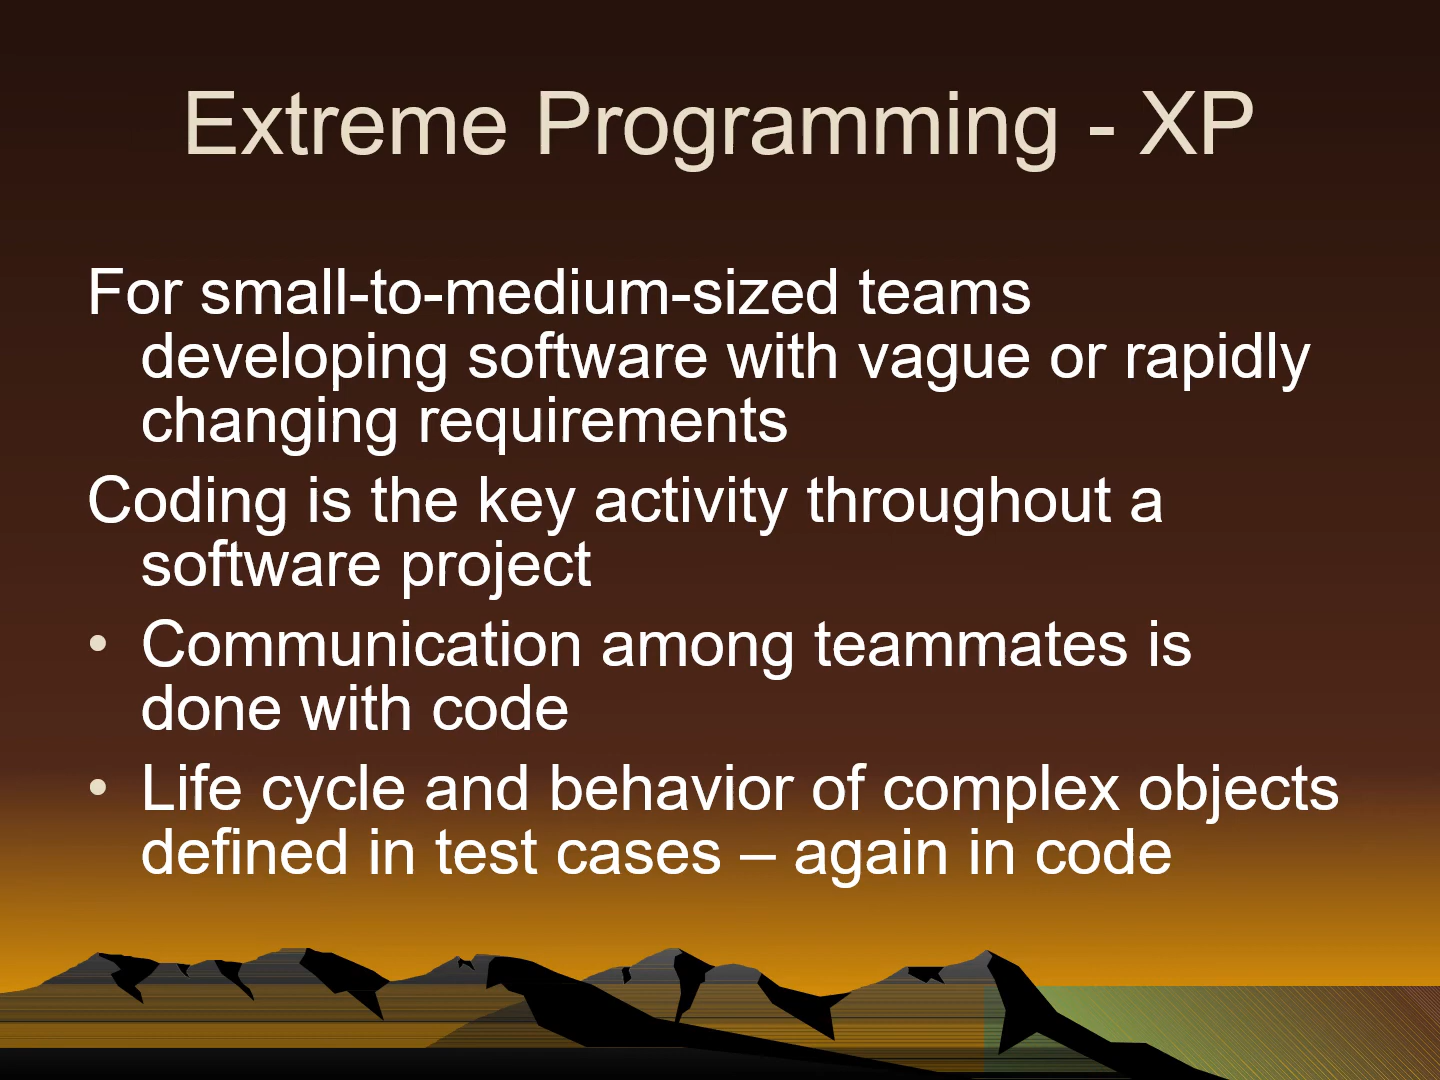 Extreme Programming - XP
For small-to-medium-sized teams
developing software with vague or rapidly
changing requirements
Coding is the key activity throughout a
software project
• Communication among teammates is
done with code
• Life cycle and behavior of complex objects
defined in test cases – again in code